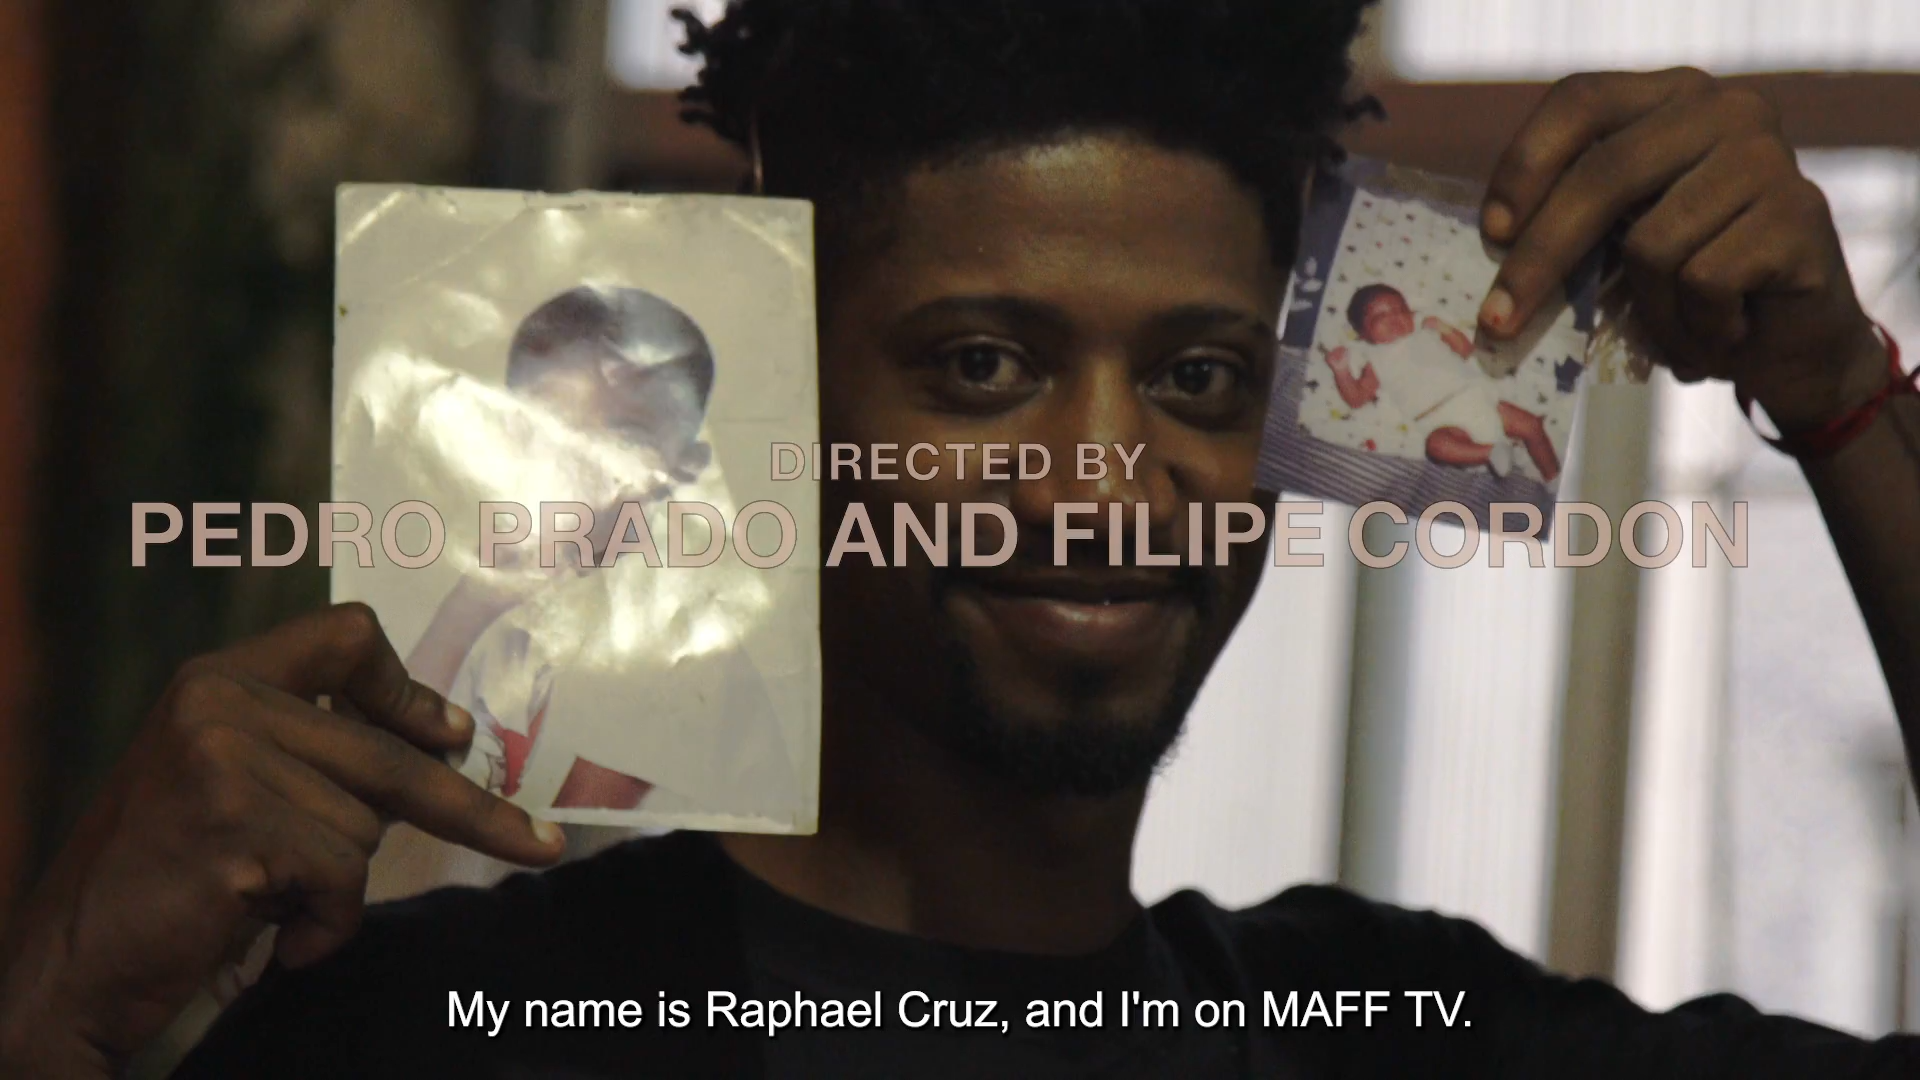 DIRECTED BY
PEDRO PRADO AND FILIPE CORDON
My name is Raphael Cruz, and I'm on MAFF TV.